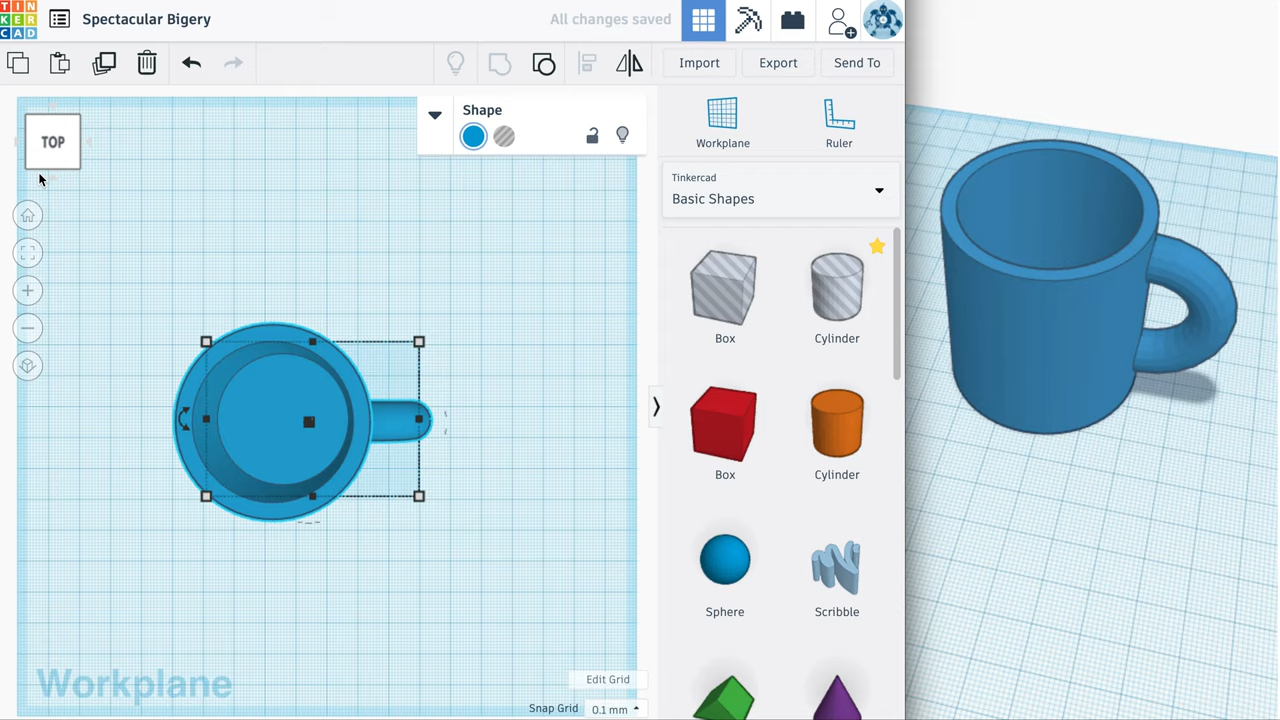 TIN
KER
CAD
Spectacular Bigery
All changes saved
Import
Export
Send To
TOP
Shape
Workplane
Ruler
Tinkercad
Basic Shapes
Box
Cylinder
Box
Cylinder
Sphere
Scribble
Workplane
Edit Grid
Snap Grid
0.1 mm